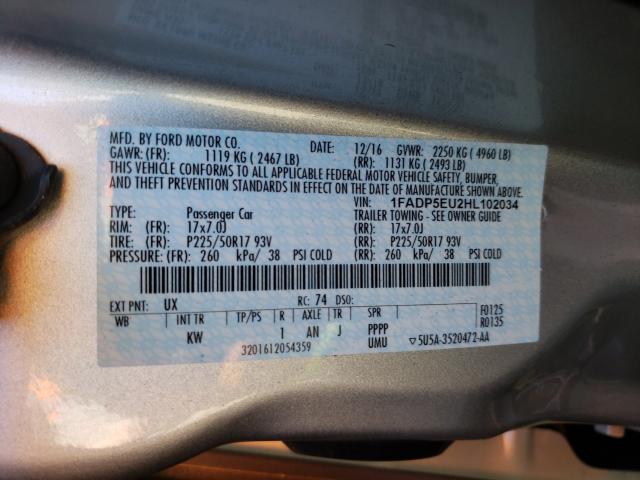 MFD. BY FORD MOTOR CO. DATE: 12/16 GVWR: 2250 KG ( 4960 LB)
GAWR: (FR): 1119 KG ( 2467 LB) (RR): 1131 KG ( 2493 LB)
THIS VEHICLE CONFORMS TO ALL APPLICABLE FEDERAL MOTOR VEHICLE SAFETY, BUMPER,
AND THEFT PREVENTION STANDARDS IN EFFECT ON THE DATE OF MANUFACTURE SHOWN ABOVE.
VIN: 1FADP5EU2HL102034
TYPE: Passenger Car TRAILER TOWING - SEE OWNER GUIDE
RIM: (FR): 17x7.0J (RR): 17x7.0J
TIRE: (FR): P225/50R17 93V (RR): P225/50R17 93V
PRESSURE: (FR): 260 kPa/ 38 PSI COLD (RR): 260 kPa/ 38 PSI COLD
EXT PNT: UX RC: 74 DSO:
WB INT TR TP/PS R AXLE TR SPR F0125
KW 1 AN J PPPP R0135
UMU
3201612054359 ▽5U5A-3520472-AA